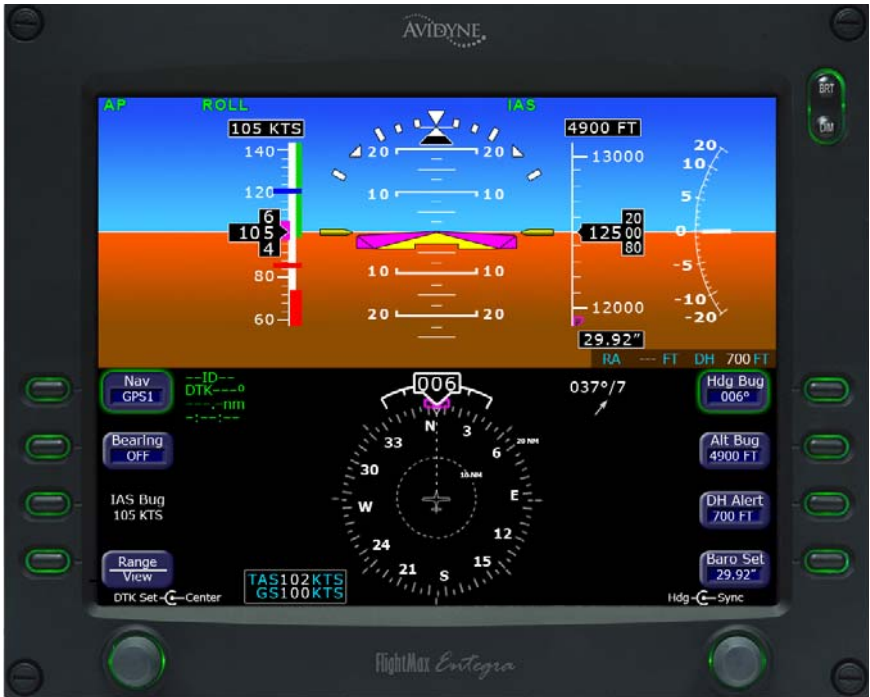 AVIDYNE
BRT
DIM
AP ROLL IAS
105 KTS
4900 FT
140
120
80
60
6
105
4
20 20
10 10
10 10
20 20
13000
20
125 00
80
12000
29.92"
20
10
5
0
-5
-10
-20
RA --- FT DH 700 FT
Nav
GPS1
--ID--
DTK---°
---.-nm
-:--:--
006
037°/7
Hdg Bug
006°
Bearing
OFF
Alt Bug
4900 FT
IAS Bug
105 KTS
DH Alert
700 FT
Range
View
Baro Set
29.92"
N
3
6
E
12
15
S
21
24
W
30
33
20 NM
10 NM
TAS102KTS
GS100KTS
DTK Set Center
Hdg Sync
FlightMax Entegra